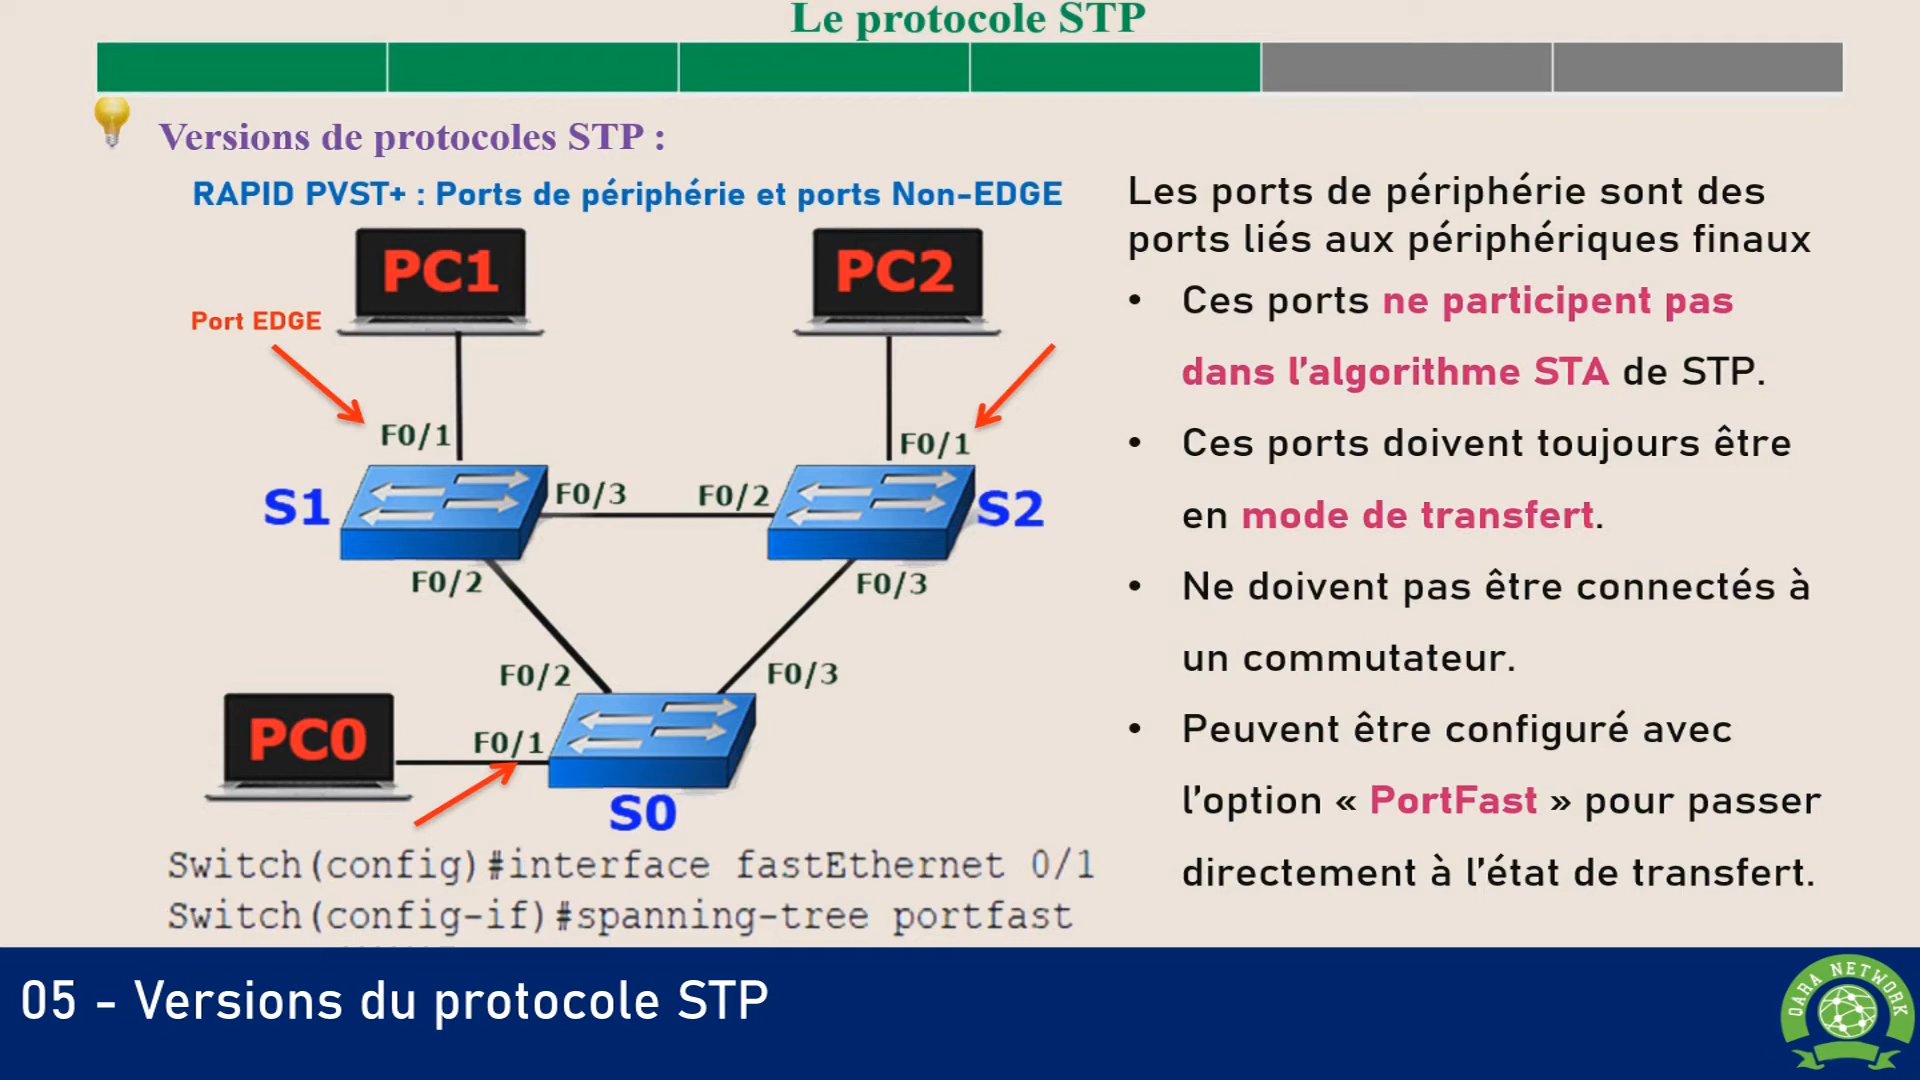 Le protocole STP
Versions de protocoles STP :
RAPID PVST+ : Ports de périphérie et ports Non-EDGE
PC1
PC2
Port EDGE
F0/1
F0/1
S1
F0/3
F0/2
S2
F0/2
F0/3
F0/2
F0/3
PC0
F0/1
S0
Switch(config)#interface fastEthernet 0/1
Switch(config-if)#spanning-tree portfast
Les ports de périphérie sont des
ports liés aux périphériques finaux
• Ces ports ne participent pas
dans l'algorithme STA de STP.
• Ces ports doivent toujours être
en mode de transfert.
• Ne doivent pas être connectés à
un commutateur.
• Peuvent être configuré avec
l'option « PortFast » pour passer
directement à l'état de transfert.
05 - Versions du protocole STP
OARA NETWORK